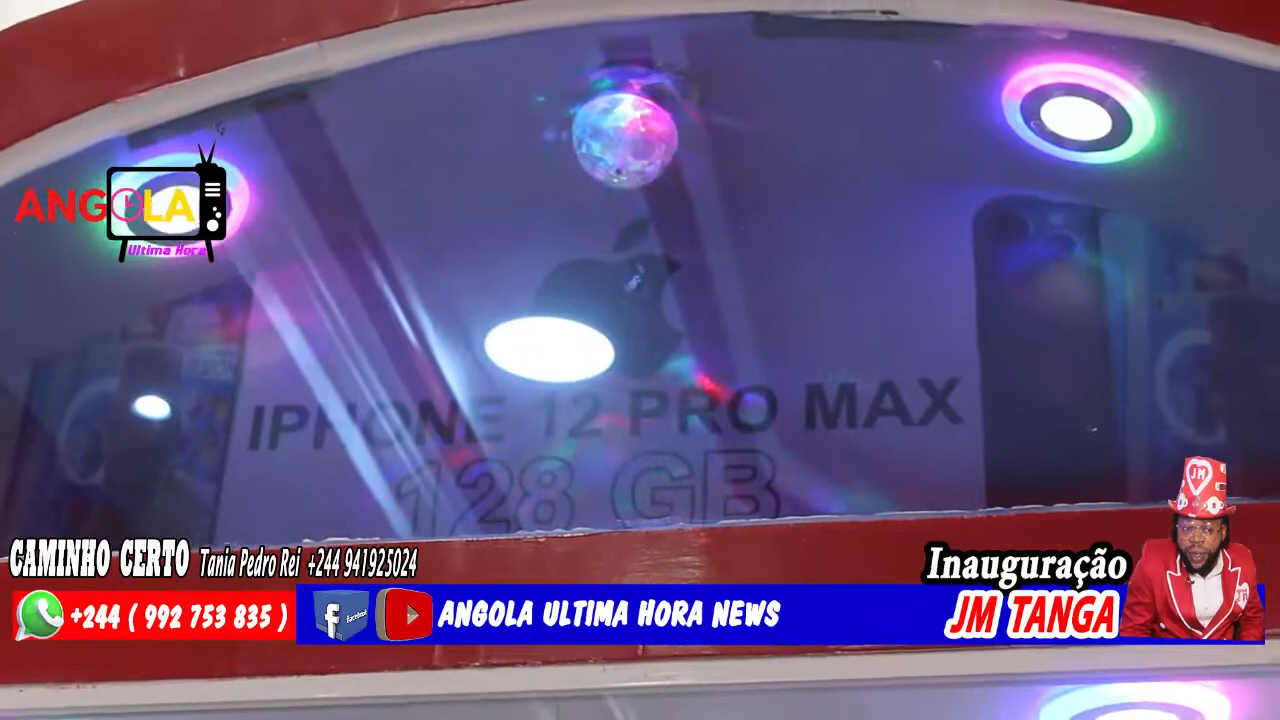 ANGOLA
Ultima Hora
IPHONE 12 PRO MAX
128 GB
CAMINHO CERTO Tania Pedro Rei +244 941925024
Inauguração
JM
+244 ( 992 753 835 )
facebook
ANGOLA ULTIMA HORA NEWS
JM TANGA